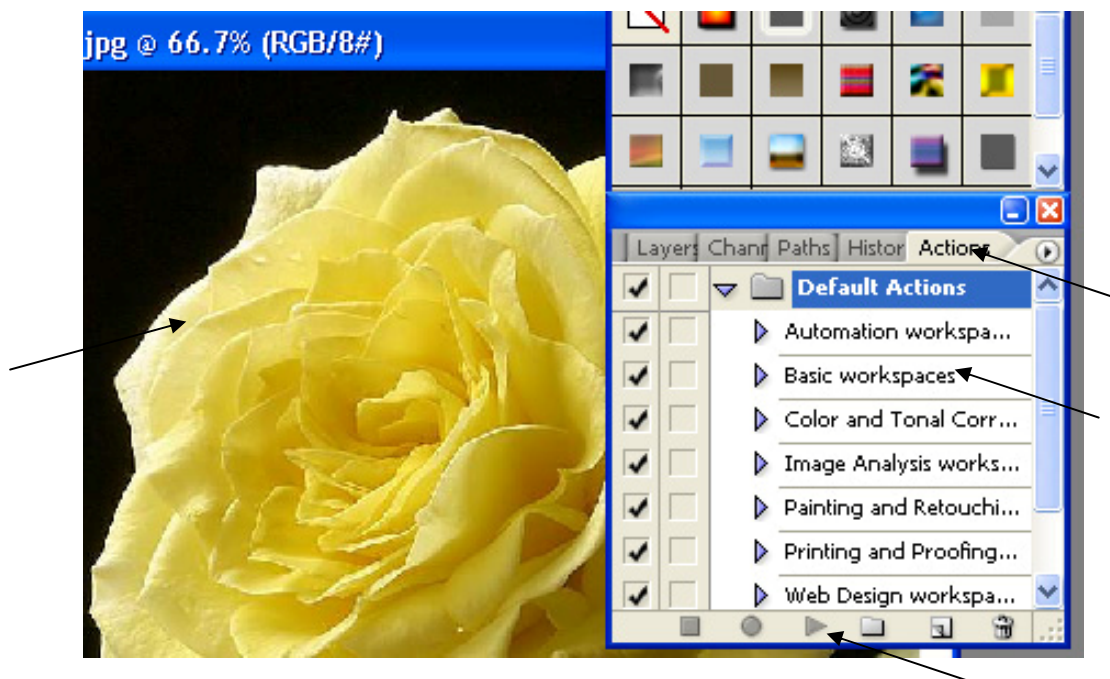 jpg @ 66.7% (RGB/8#)
Layers Chanr Paths Histor Actions
Default Actions
Automation workspa...
Basic workspaces
Color and Tonal Corr...
Image Analysis works...
Painting and Retouchi...
Printing and Proofing...
Web Design workspa...